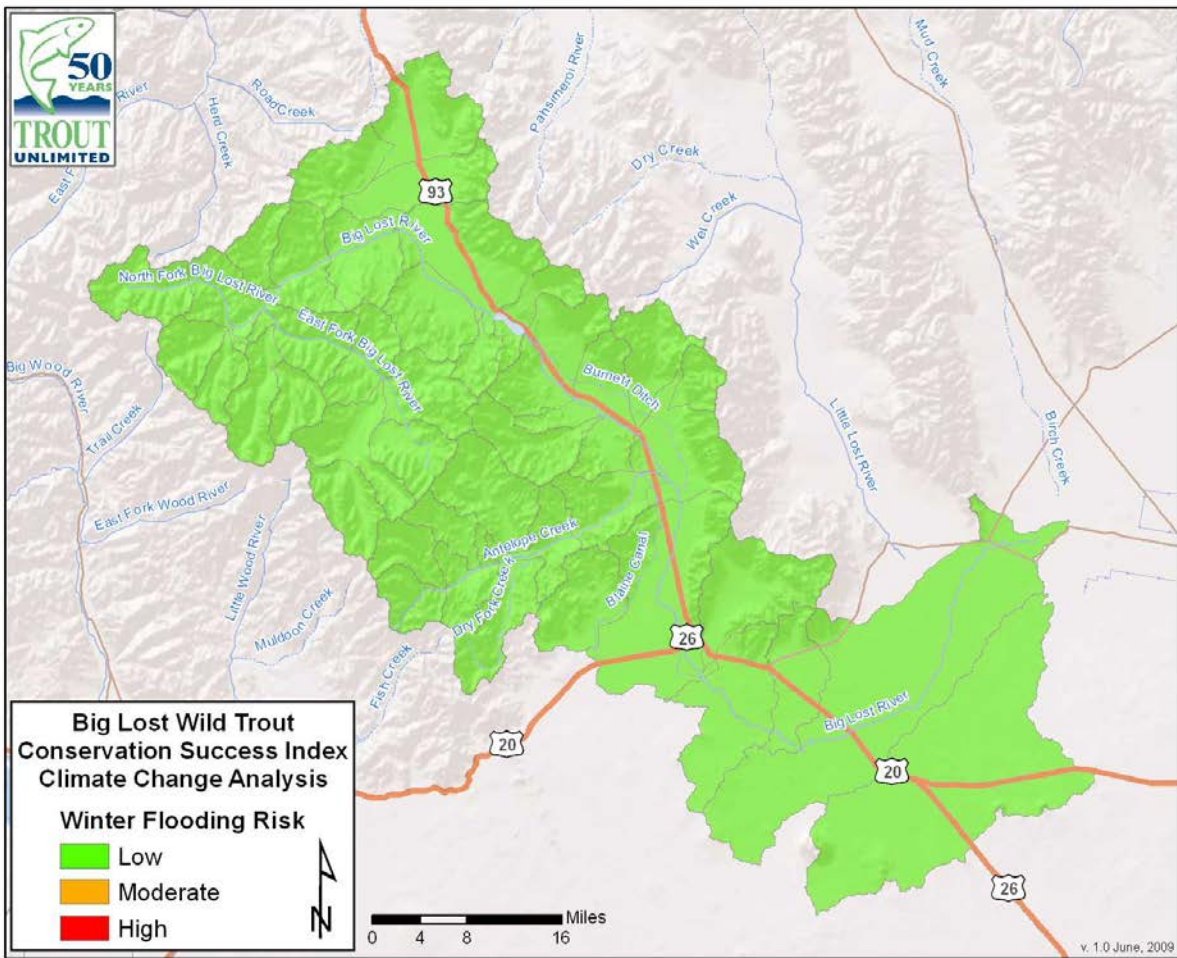 50
YEARS
TROUT
UNLIMITED
River
East F
Herd Creek
Road Creek
Pahsimeroi River
Mud Creek
Dry Creek
Wet Creek
93
Big Lost River
North Fork Big Lost River
East Fork Big Lost River
Big Wood River
Trail Creek
Burnett Ditch
Little Lost River
Birch Creek
East Fork Wood River
Little Wood River
Muldoon Creek
Antelope Creek
Dry Fork Creek
Blaine Canal
Fish Creek
26
Big Lost River
20
20
26
Big Lost Wild Trout
Conservation Success Index
Climate Change Analysis
Winter Flooding Risk
Low
Moderate
High
N
0 4 8 16 Miles
v. 1.0 June, 2009